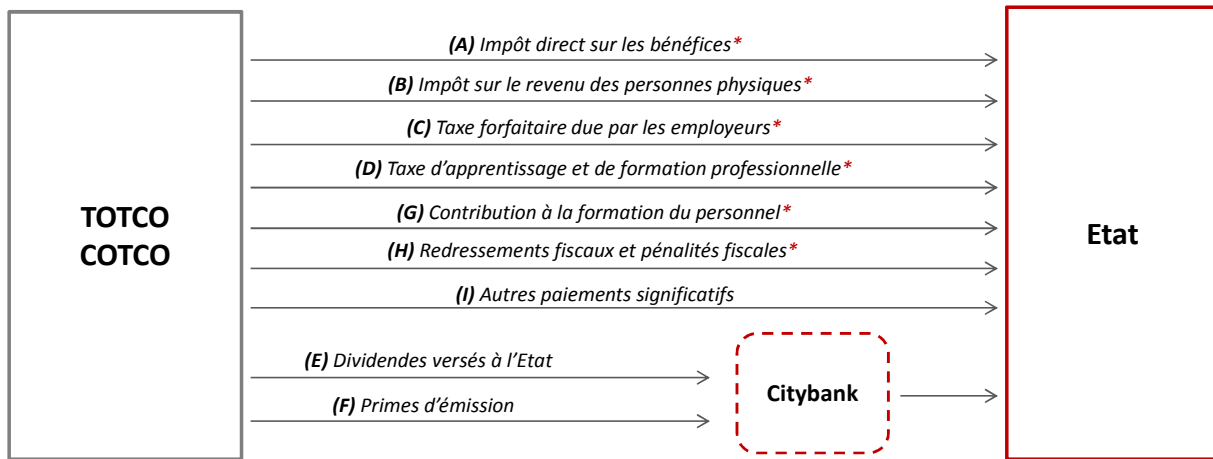 (A) Impôt direct sur les bénéfices*
(B) Impôt sur le revenu des personnes physiques*
(C) Taxe forfaitaire due par les employeurs*
(D) Taxe d’apprentissage et de formation professionnelle*
TOTCO
COTCO
(G) Contribution à la formation du personnel*
Etat
(H) Redressements fiscaux et pénalités fiscales*
(I) Autres paiements significatifs
(E) Dividendes versés à l’Etat
(F) Primes d’émission
Citybank